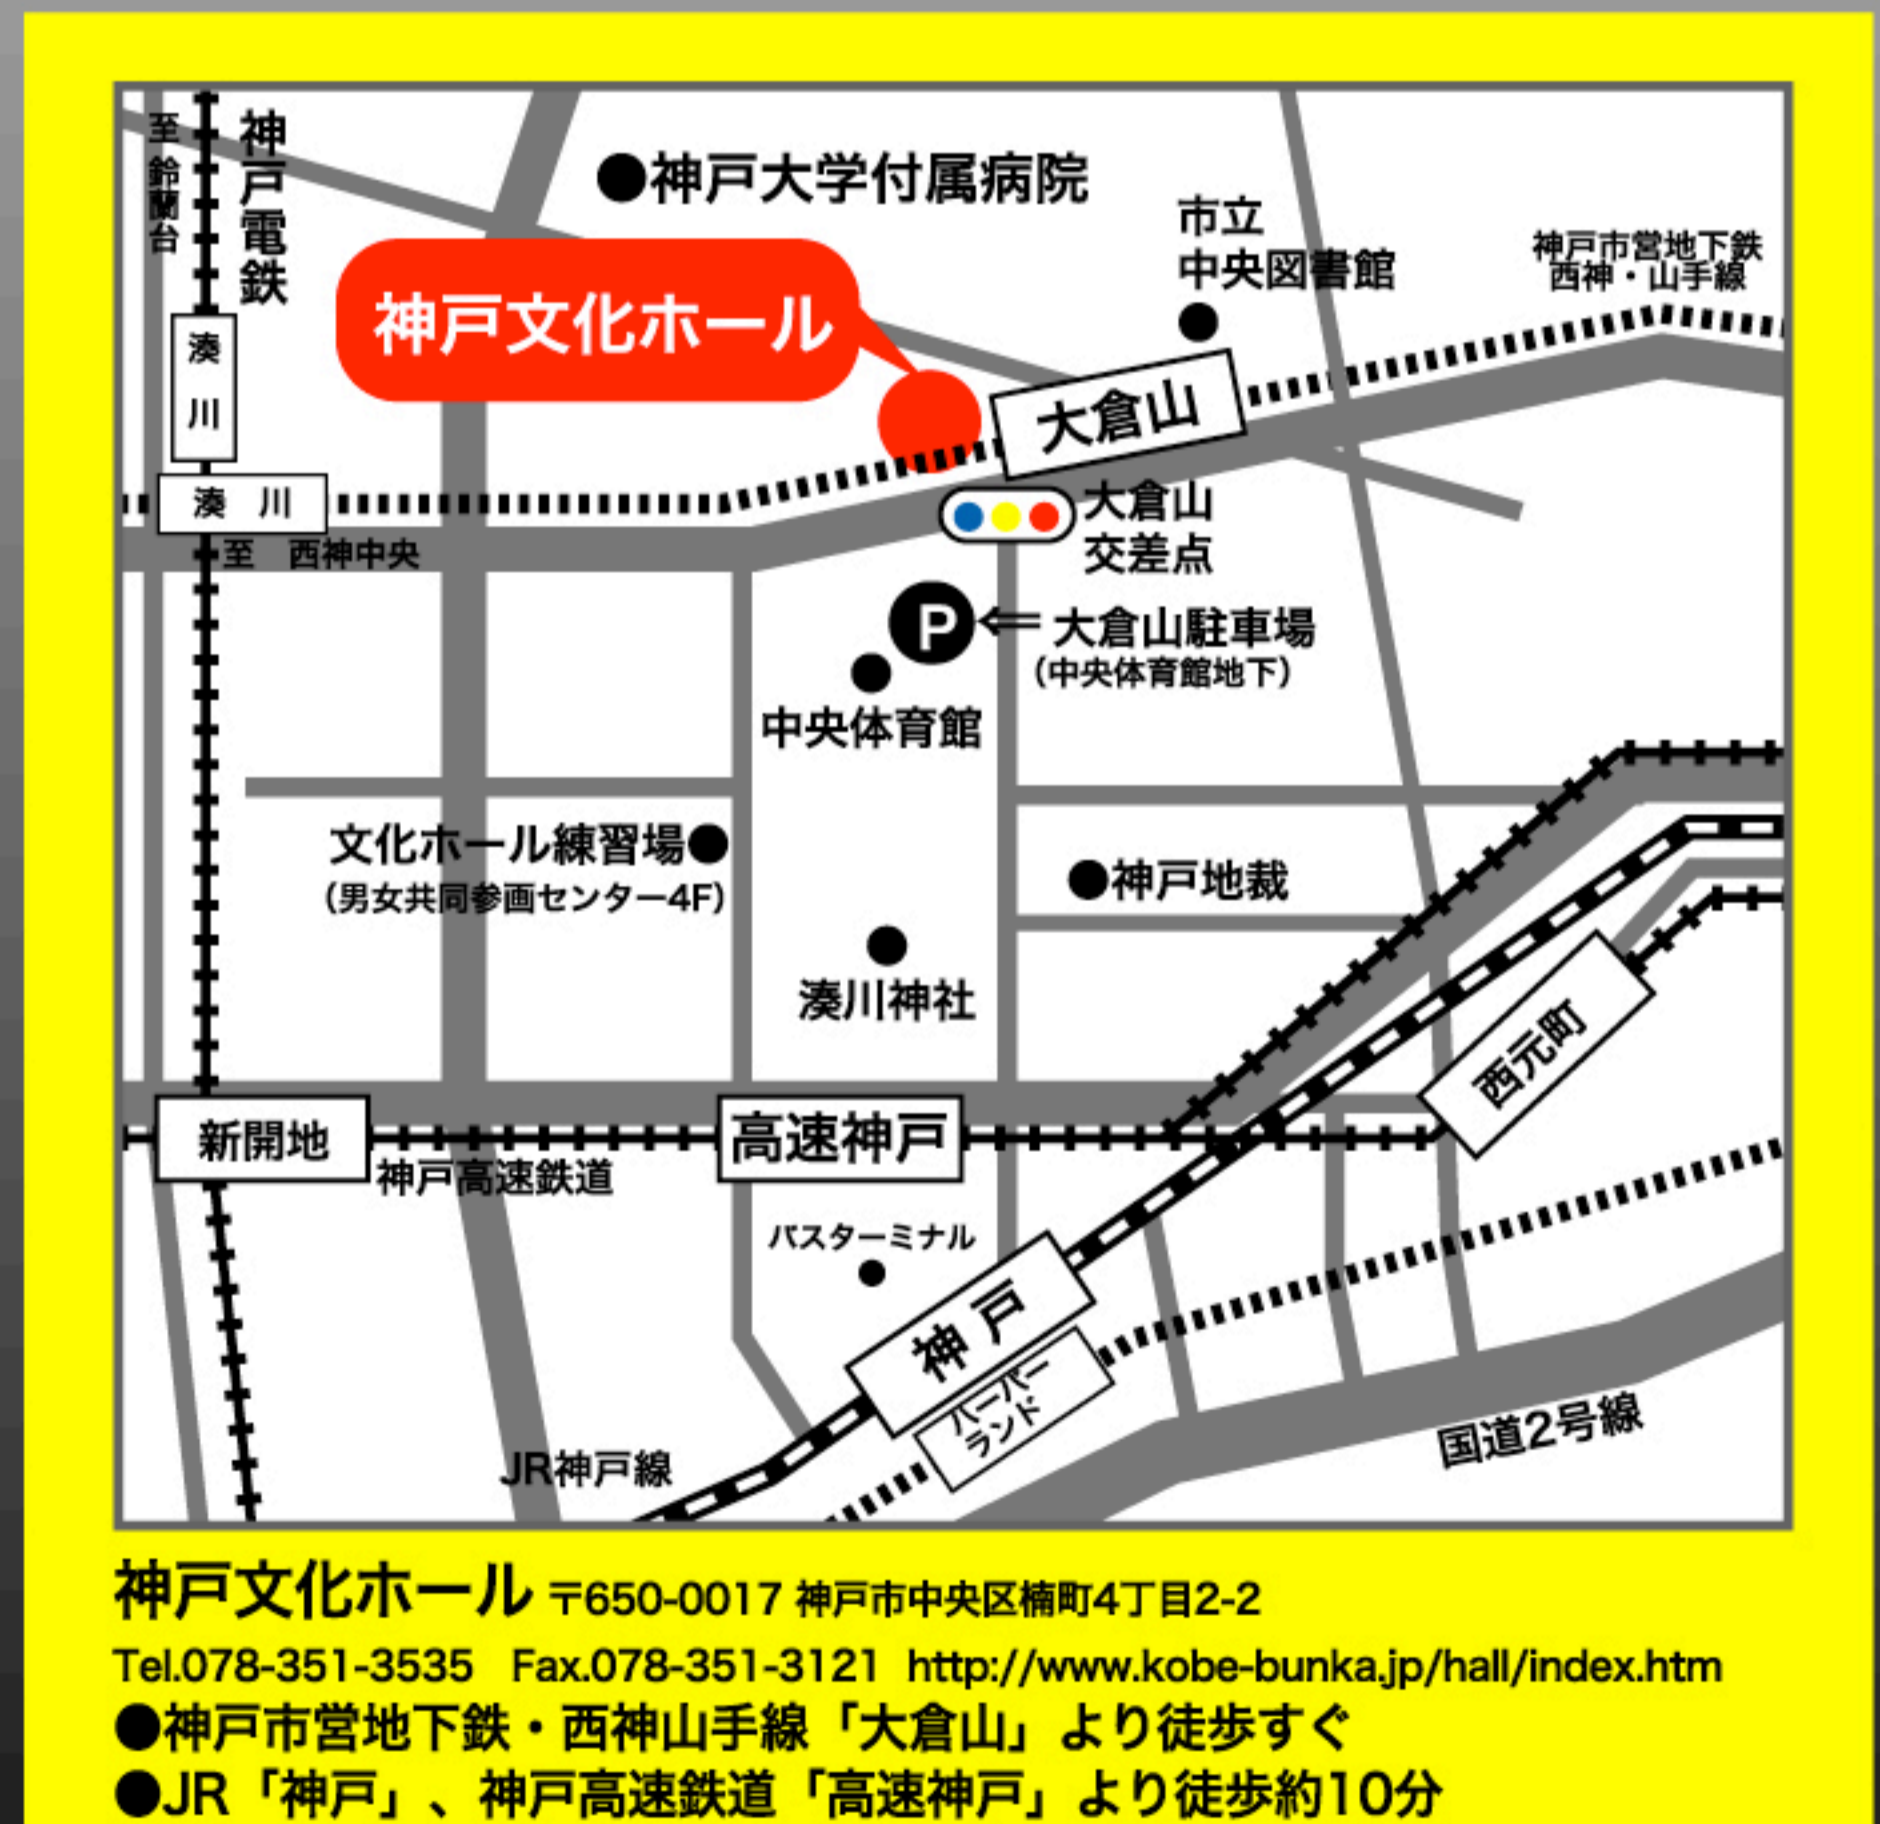 至 鈴蘭台
神戸電鉄
●神戸大学付属病院
市立
中央図書館
神戸市営地下鉄
西神・山手線
神戸文化ホール
湊川
大倉山
湊 川
至 西神中央
大倉山
交差点
P
⇐大倉山駐車場
(中央体育館地下)
中央体育館
文化ホール練習場●
(男女共同参画センター4F)
●神戸地裁
湊川神社
西元町
新開地
高速神戸
神戸高速鉄道
バスターミナル
神戸
ハーバー
ランド
JR神戸線
国道2号線
神戸文化ホール 〒650-0017 神戸市中央区楠町4丁目2-2
Tel.078-351-3535 Fax.078-351-3121 http://www.kobe-bunka.jp/hall/index.htm
●神戸市営地下鉄・西神山手線「大倉山」より徒歩すぐ
●JR「神戸」、神戸高速鉄道「高速神戸」より徒歩約10分